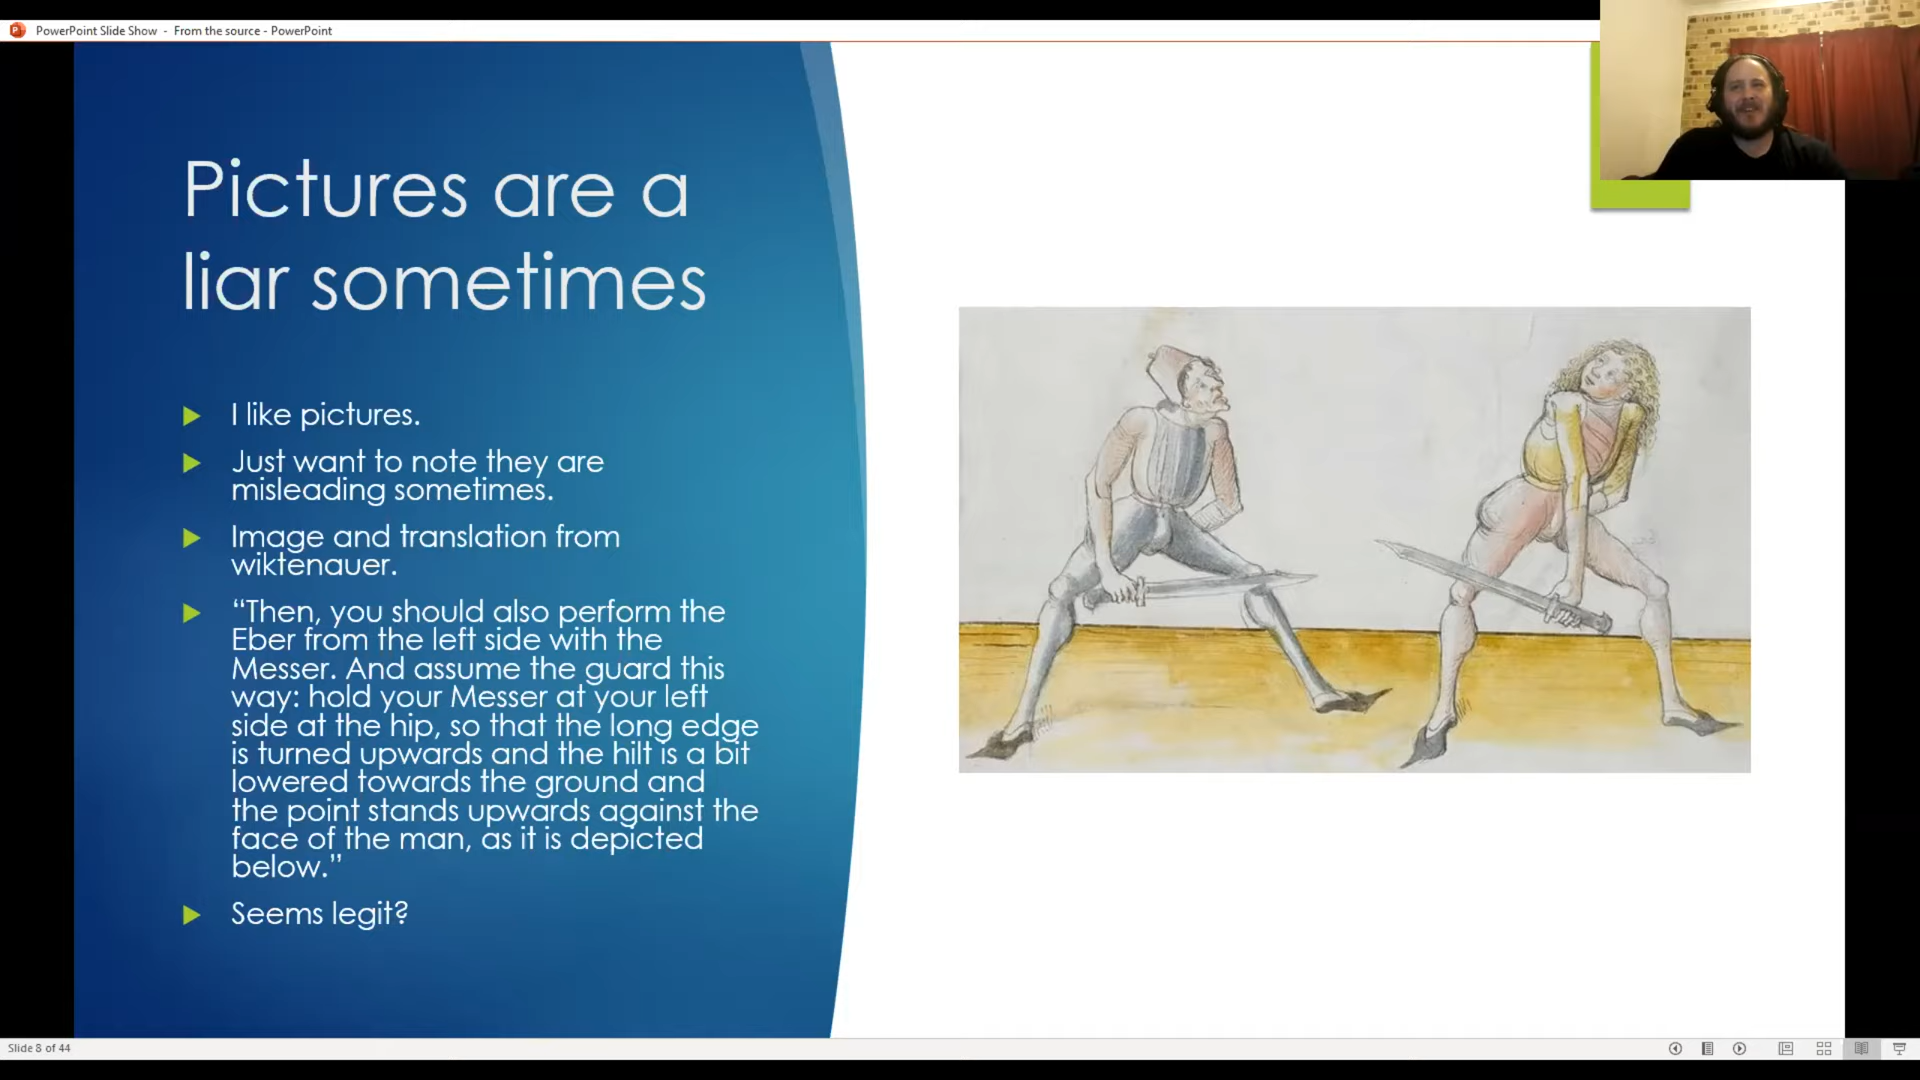 PowerPoint Slide Show - From the source - PowerPoint
Pictures are a
liar sometimes
I like pictures.
Just want to note they are
misleading sometimes.
Image and translation from
wiktenauer.
“Then, you should also perform the
Eber from the left side with the
Messer. And assume the guard this
way: hold your Messer at your left
side at the hip, so that the long edge
is turned upwards and the hilt is a bit
lowered towards the ground and
the point stands upwards against the
face of the man, as it is depicted
below.”
Seems legit?
Slide 8 of 44